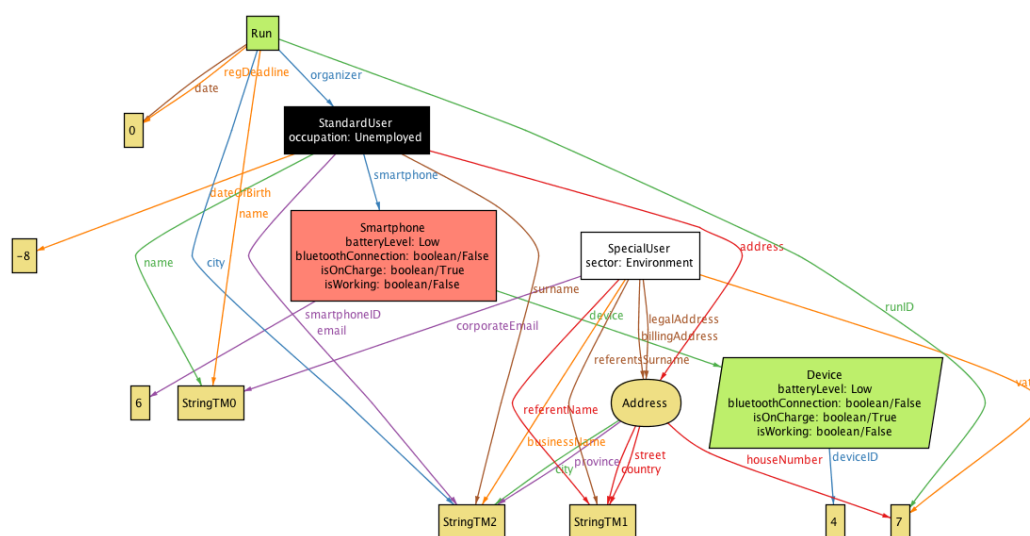 Run
regDeadline
date
organizer
0
StandardUser
occupation: Unemployed
smartphone
dateOfBirth
name
-8
name
city
Smartphone
batteryLevel: Low
bluetoothConnection: boolean/False
isOnCharge: boolean/True
isWorking: boolean/False
SpecialUser
sector: Environment
address
surname
smartphoneID
email
corporateEmail
device
legalAddress
billingAddress
referentsSurname
runID
vat
Device
batteryLevel: Low
bluetoothConnection: boolean/False
isOnCharge: boolean/True
isWorking: boolean/False
6
StringTM0
referentName
Address
businessName
province
city
street
country
houseNumber
deviceID
StringTM2
StringTM1
4
7